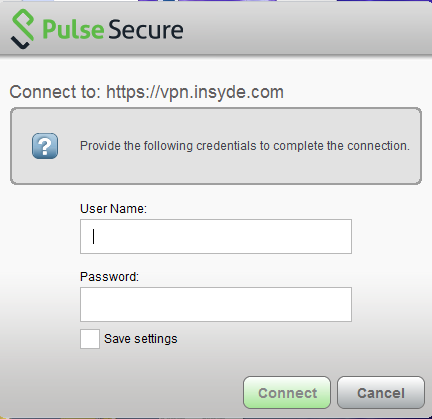 Pulse Secure
Connect to: https://vpn.insyde.com
?
Provide the following credentials to complete the connection.
User Name:
Password:
Save settings
Connect Cancel